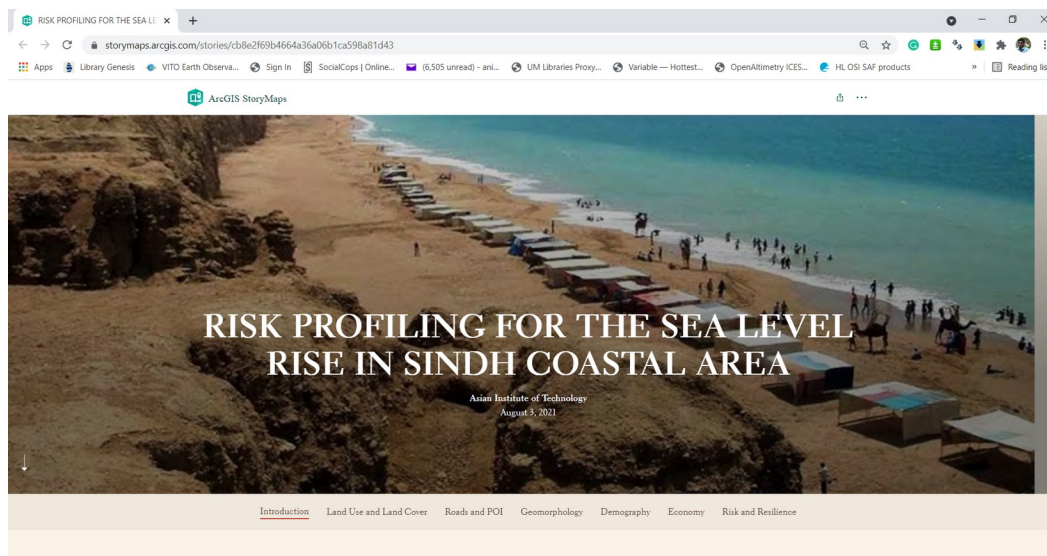 RISK PROFILING FOR THE SEA LE
storymaps.arcgis.com/stories/cb8e2f69b4664a36a06b1ca598a81d43
Apps Library Genesis VITO Earth Observa... Sign In SocialCops | Online... (6,505 unread) - ani... UM Libraries Proxy... Variable — Hottest... OpenAltimetry ICES... HL OSI SAF products » Reading lis
ArcGIS StoryMaps
RISK PROFILING FOR THE SEA LEVEL
RISE IN SINDH COASTAL AREA
Asian Institute of Technology
August 3, 2021
Introduction Land Use and Land Cover Roads and POI Geomorphology Demography Economy Risk and Resilience